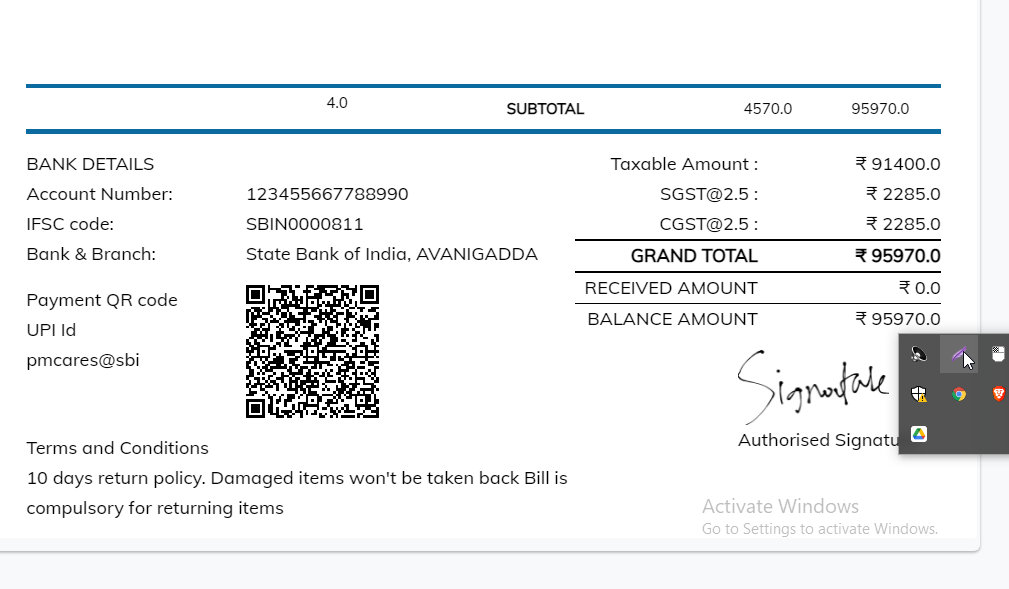 4.0 SUBTOTAL 4570.0 95970.0
BANK DETAILS
Account Number: 123455667788990
IFSC code: SBIN0000811
Bank & Branch: State Bank of India, AVANIGADDA
Payment QR code
UPI Id
pmcares@sbi
Taxable Amount : ₹ 91400.0
SGST@2.5 : ₹ 2285.0
CGST@2.5 : ₹ 2285.0
GRAND TOTAL ₹ 95970.0
RECEIVED AMOUNT ₹ 0.0
BALANCE AMOUNT ₹ 95970.0
Signature
Authorised Signatu
Terms and Conditions
10 days return policy. Damaged items won't be taken back Bill is
compulsory for returning items
Activate Windows
Go to Settings to activate Windows.